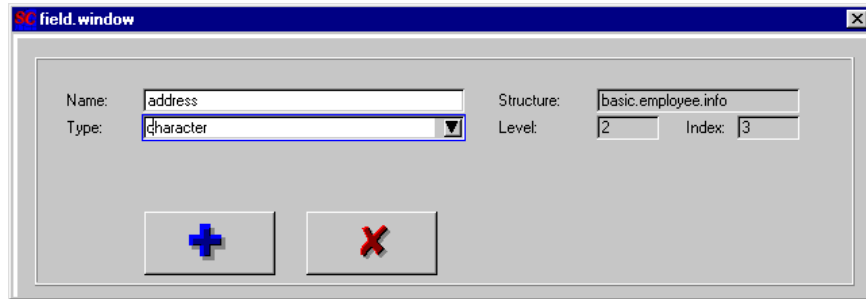 SC field.window
Name: address Structure: basic.employee.info
Type: character Level: 2 Index: 3